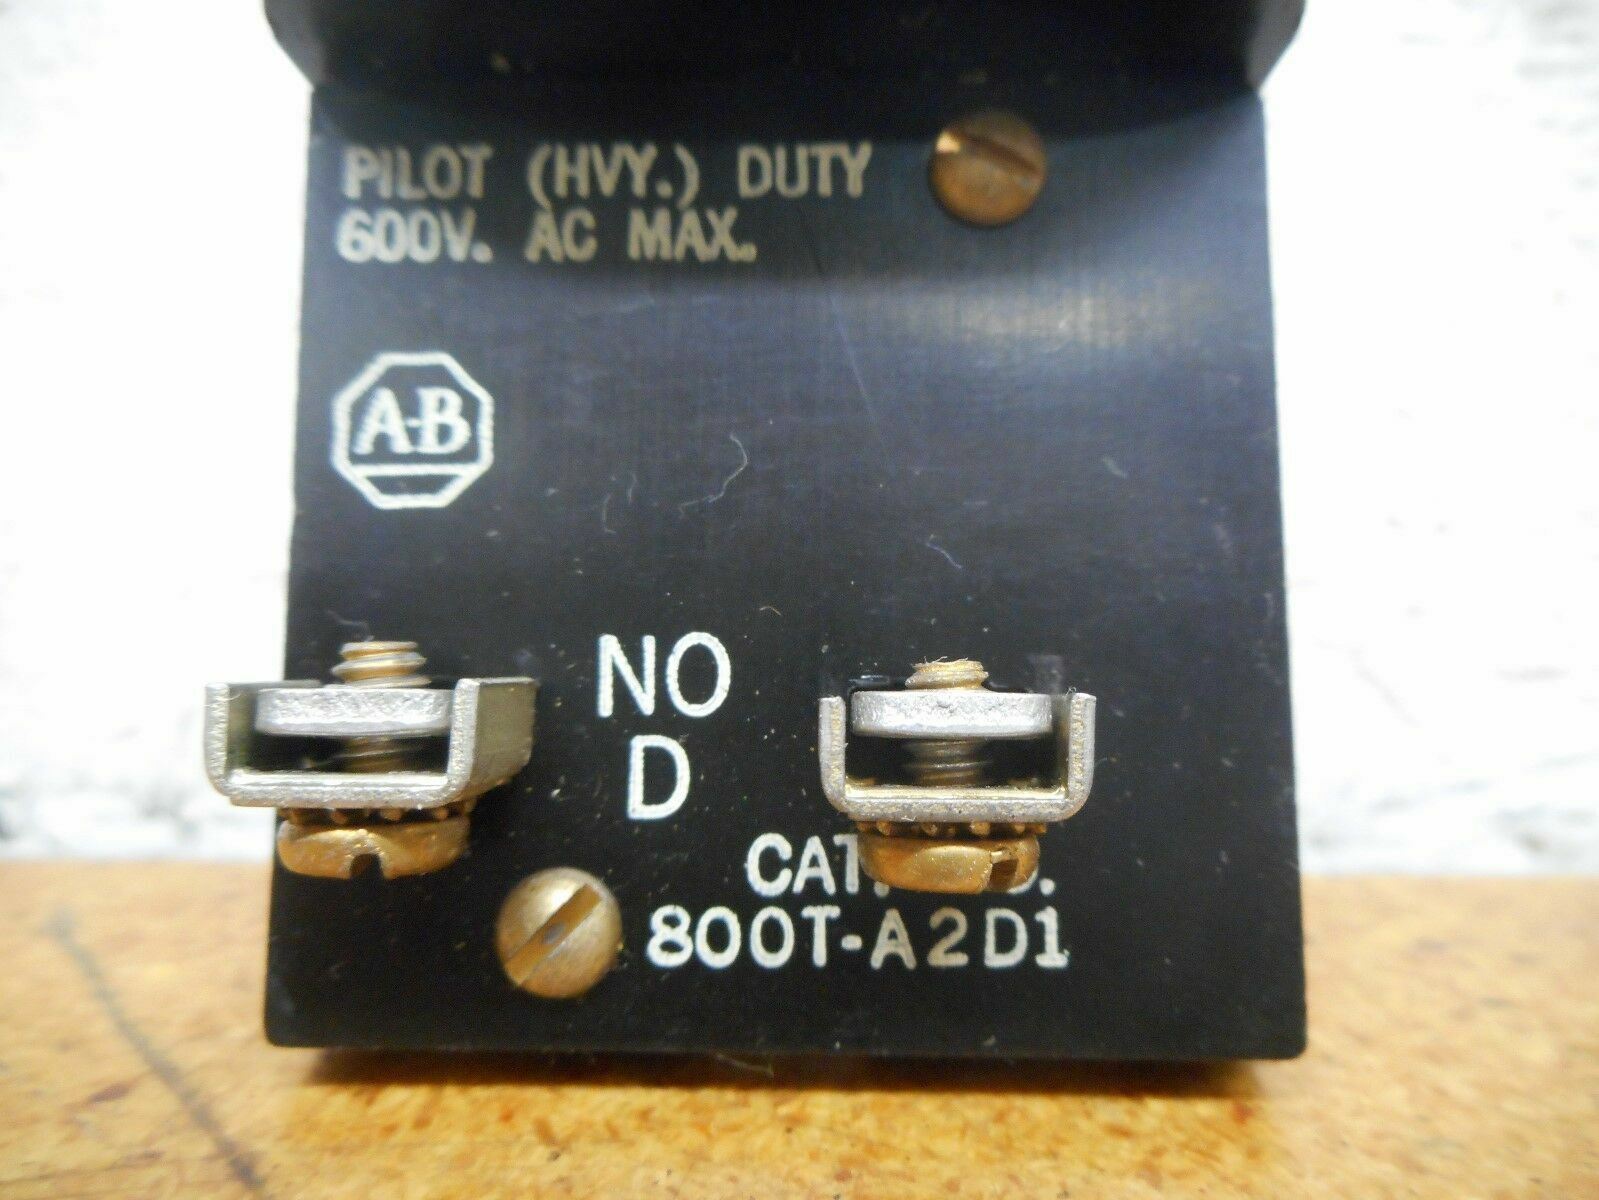 PILOT (HVY.) DUTY
600V. AC MAX.
A-B
NO
D
CAT.
800T-A2D1